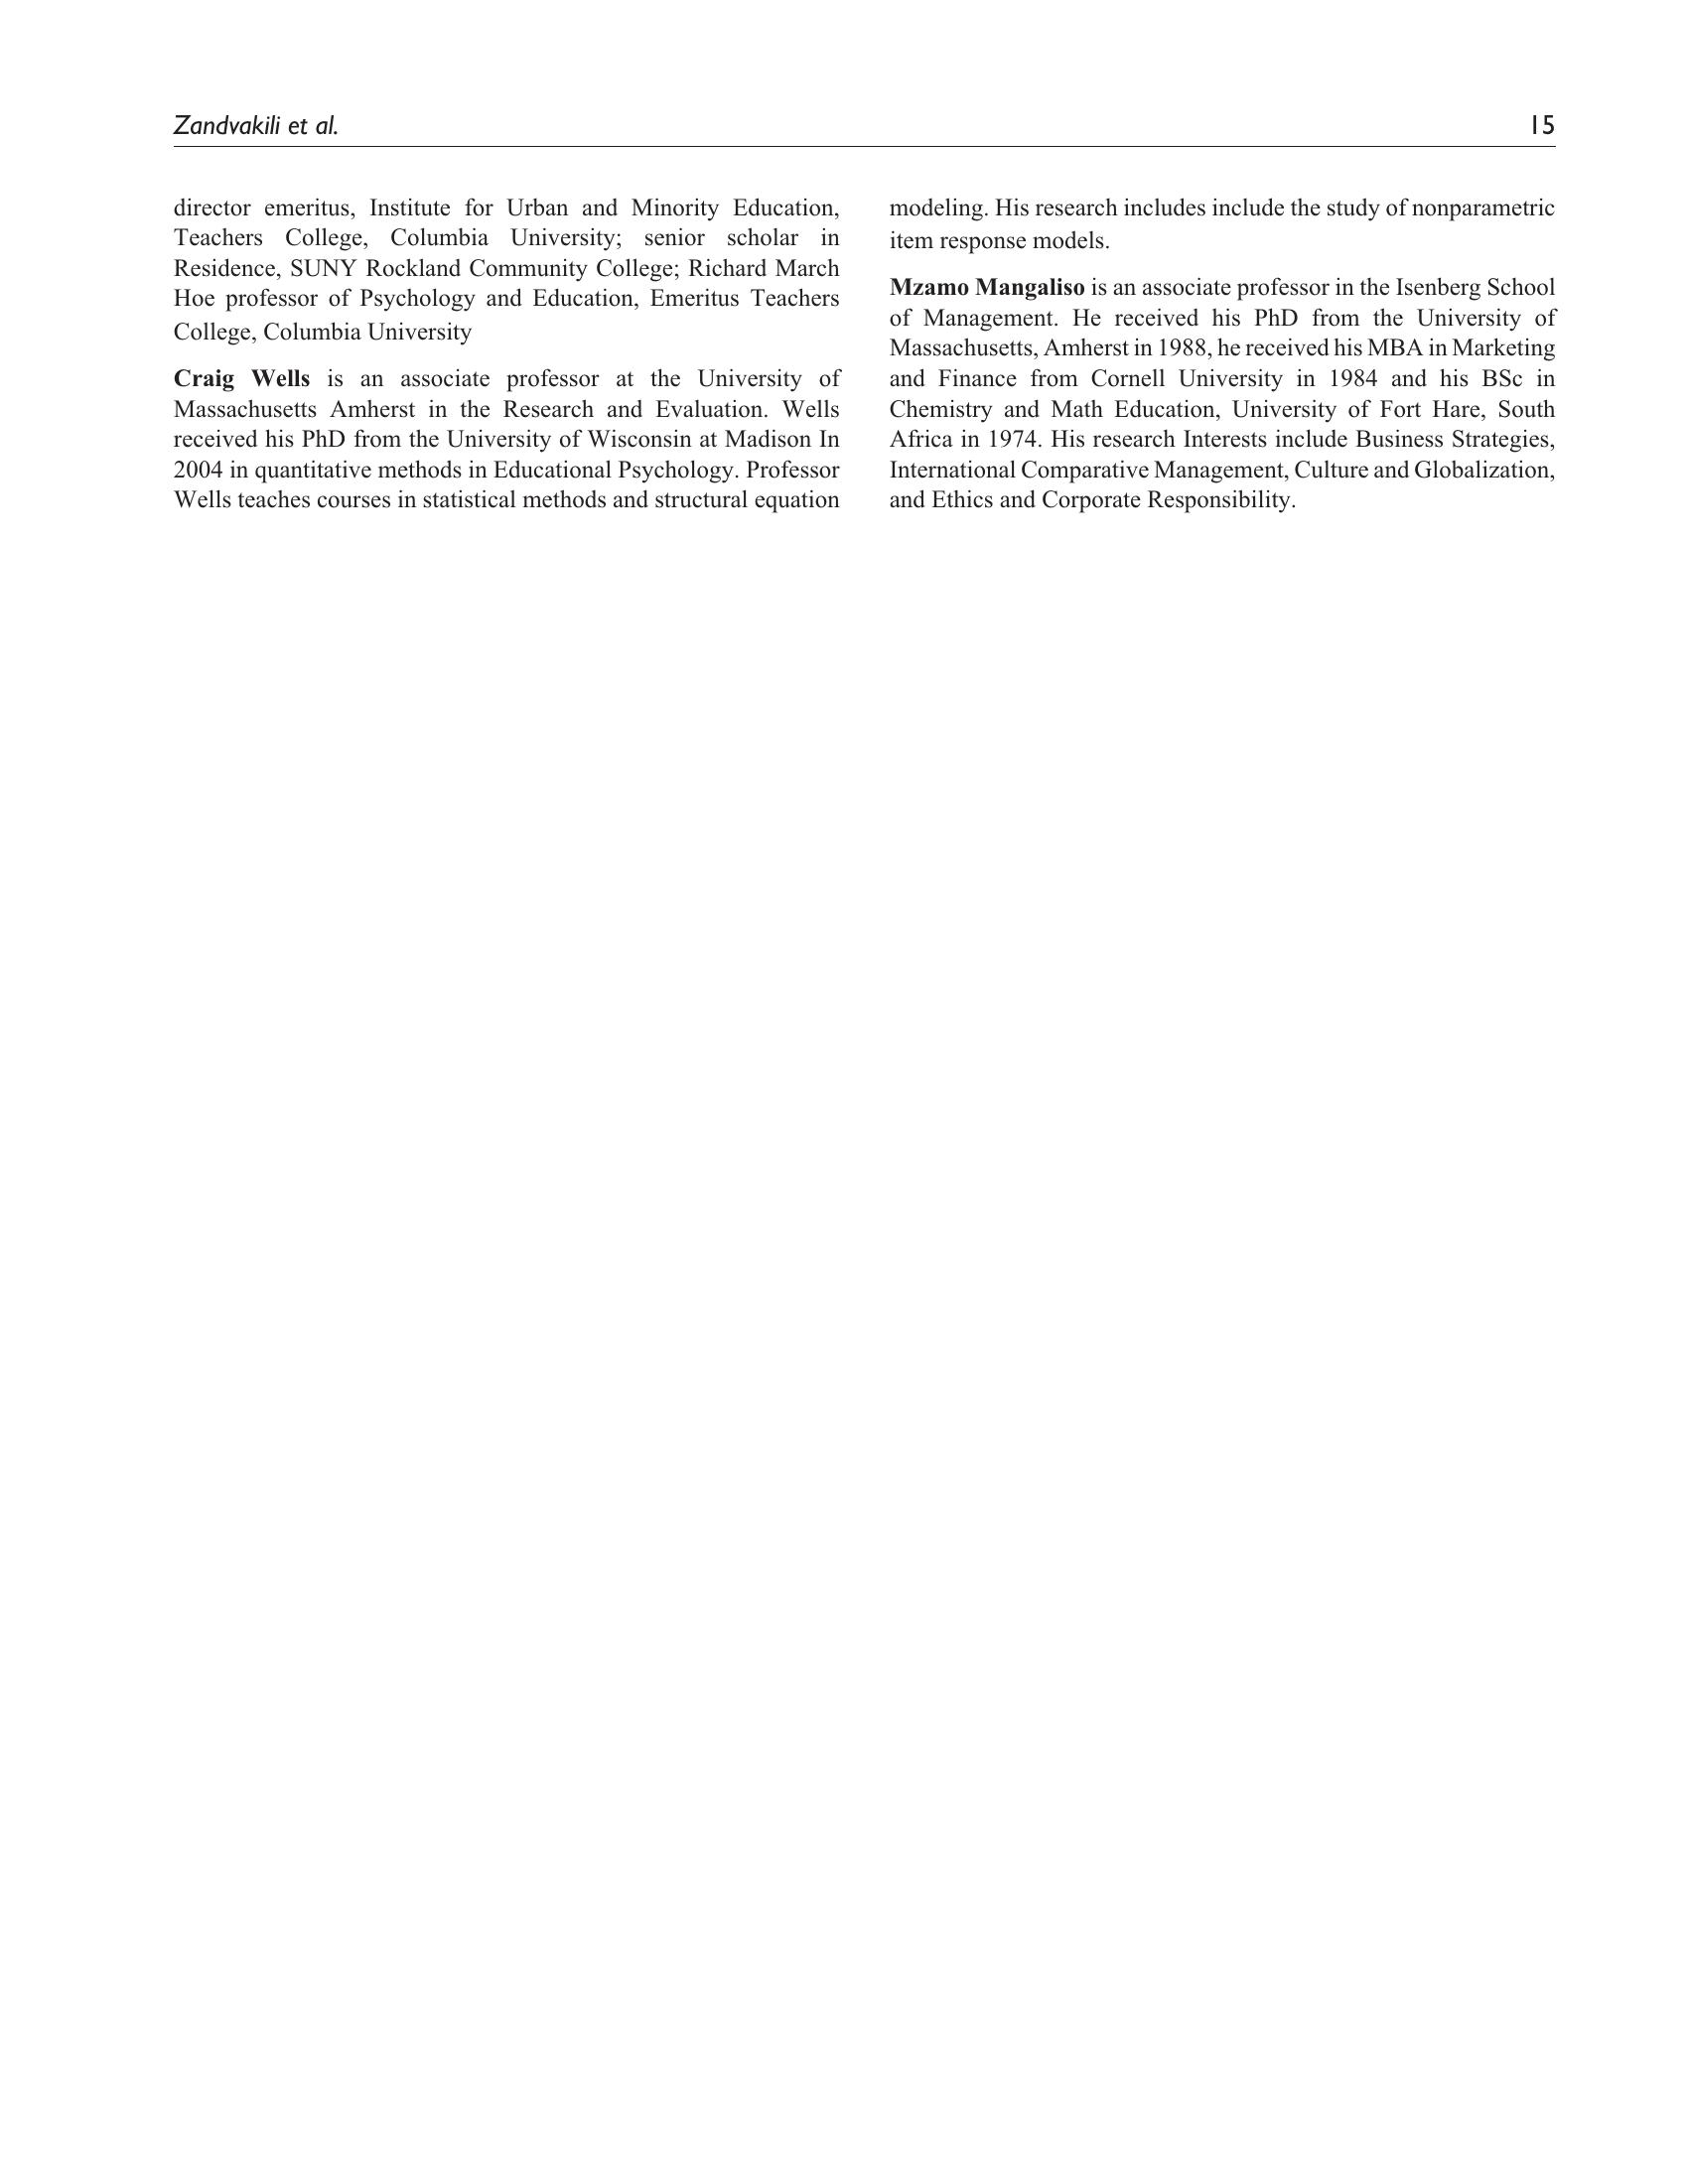 Zandvakili et al.
15
director emeritus, Institute for Urban and Minority Education,
Teachers College, Columbia University; senior scholar in
Residence, SUNY Rockland Community College; Richard March
Hoe professor of Psychology and Education, Emeritus Teachers
College, Columbia University
Craig Wells is an associate professor at the University of
Massachusetts Amherst in the Research and Evaluation. Wells
received his PhD from the University of Wisconsin at Madison In
2004 in quantitative methods in Educational Psychology. Professor
Wells teaches courses in statistical methods and structural equation
modeling. His research includes include the study of nonparametric
item response models.
Mzamo Mangaliso is an associate professor in the Isenberg School
of Management. He received his PhD from the University of
Massachusetts, Amherst in 1988, he received his MBA in Marketing
and Finance from Cornell University in 1984 and his BSc in
Chemistry and Math Education, University of Fort Hare, South
Africa in 1974. His research Interests include Business Strategies,
International Comparative Management, Culture and Globalization,
and Ethics and Corporate Responsibility.